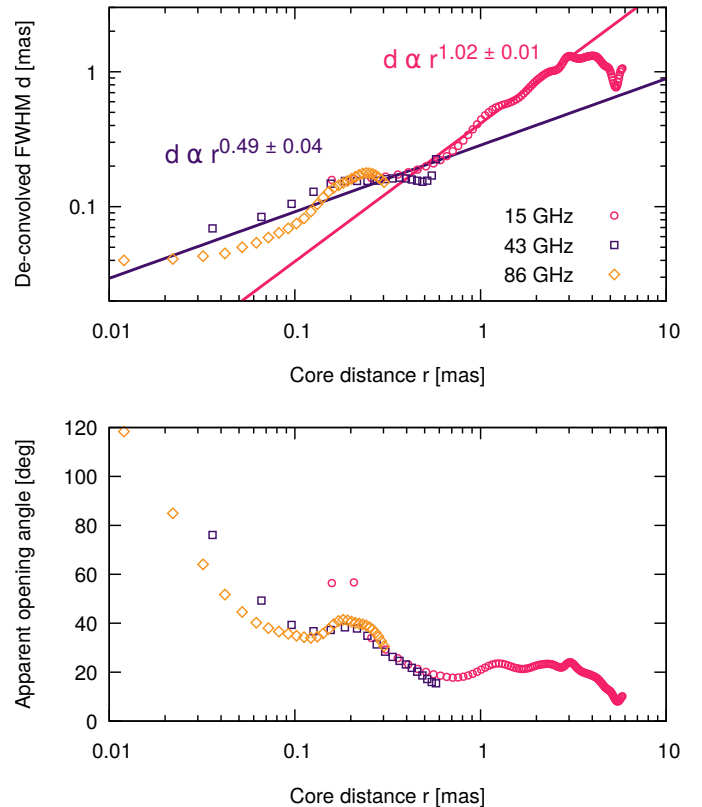 De-convolved FWHM d [mas]
1
0.1
d α r^1.02 ± 0.01
d α r^0.49 ± 0.04
15 GHz
43 GHz
86 GHz
0.01 0.1 1 10
Core distance r [mas]
Apparent opening angle [deg]
120
100
80
60
40
20
0
0.01 0.1 1 10
Core distance r [mas]